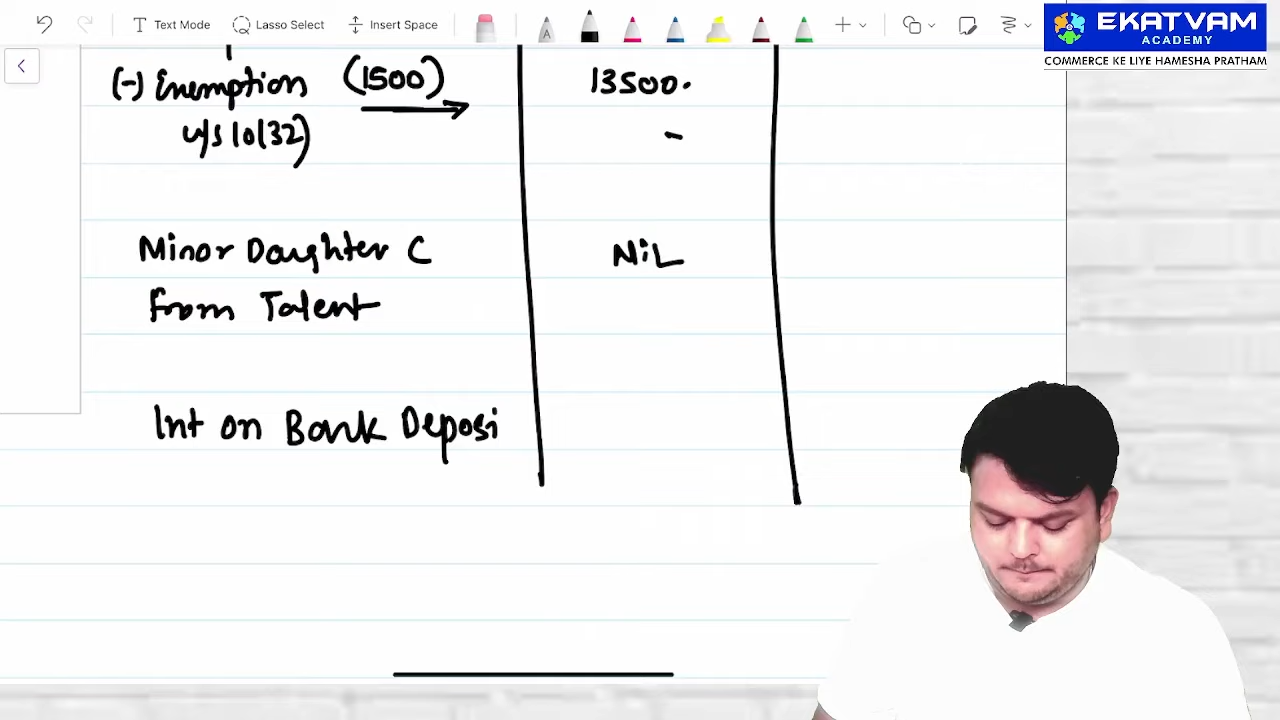 Text Mode Lasso Select Insert Space
EKATVAM
ACADEMY
COMMERCE KE LIYE HAMESHA PRATHAM
(-) Exemption (1500) 13500.
u/s 10(32) -
Minor Daughter C NiL
from Talent
Int on Bank Deposi